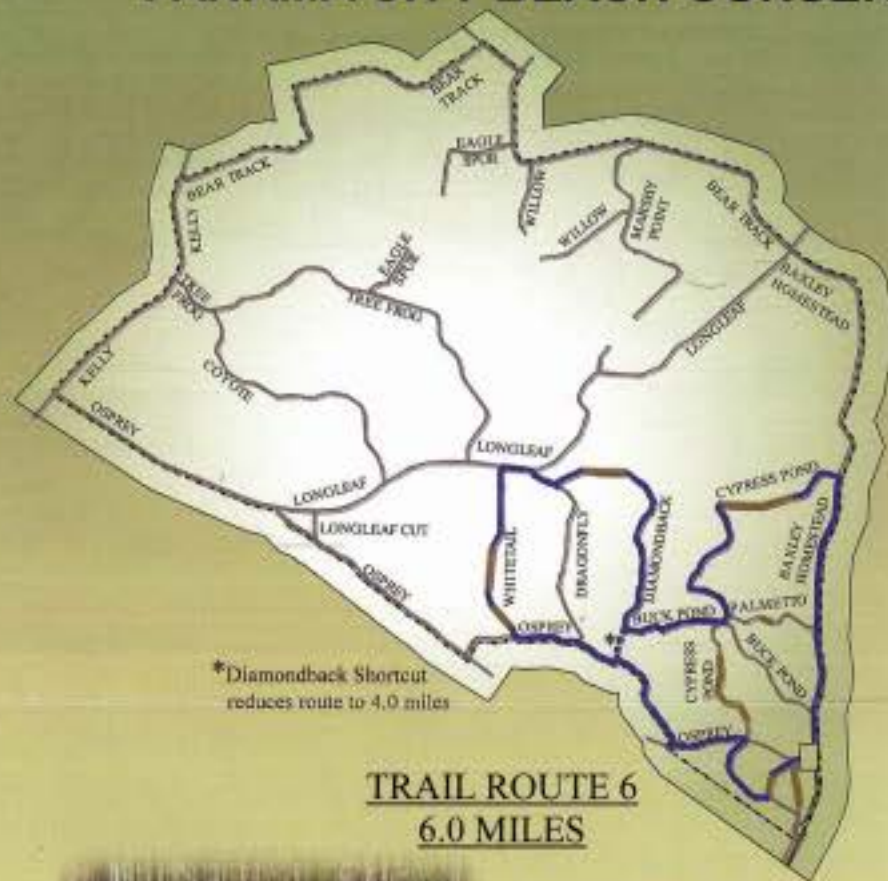 BEAR TRACK
EAGLE SPUR
BEAR TRACK
KELLY
WILLOW
WILLOW
MARSHY POINT
BEAR TRACK
BAXLEY HOMESTEAD
TREE FROG
EAGLE SPUR
TREE FROG
LONGLEAF
KELLY
COYOTE
OSPREY
LONGLEAF
LONGLEAF
CYPRESS POND
LONGLEAF CUT
WHITETAIL
DRAGONFLY
DIAMONDBACK
BAXLEY HOMESTEAD
OSPREY
OSPREY
BUCK POND
PALMETTO
BUCK POND
CYPRESS POND
*
OSPREY
*Diamondback Shortcut
reduces route to 4.0 miles
TRAIL ROUTE 6
6.0 MILES